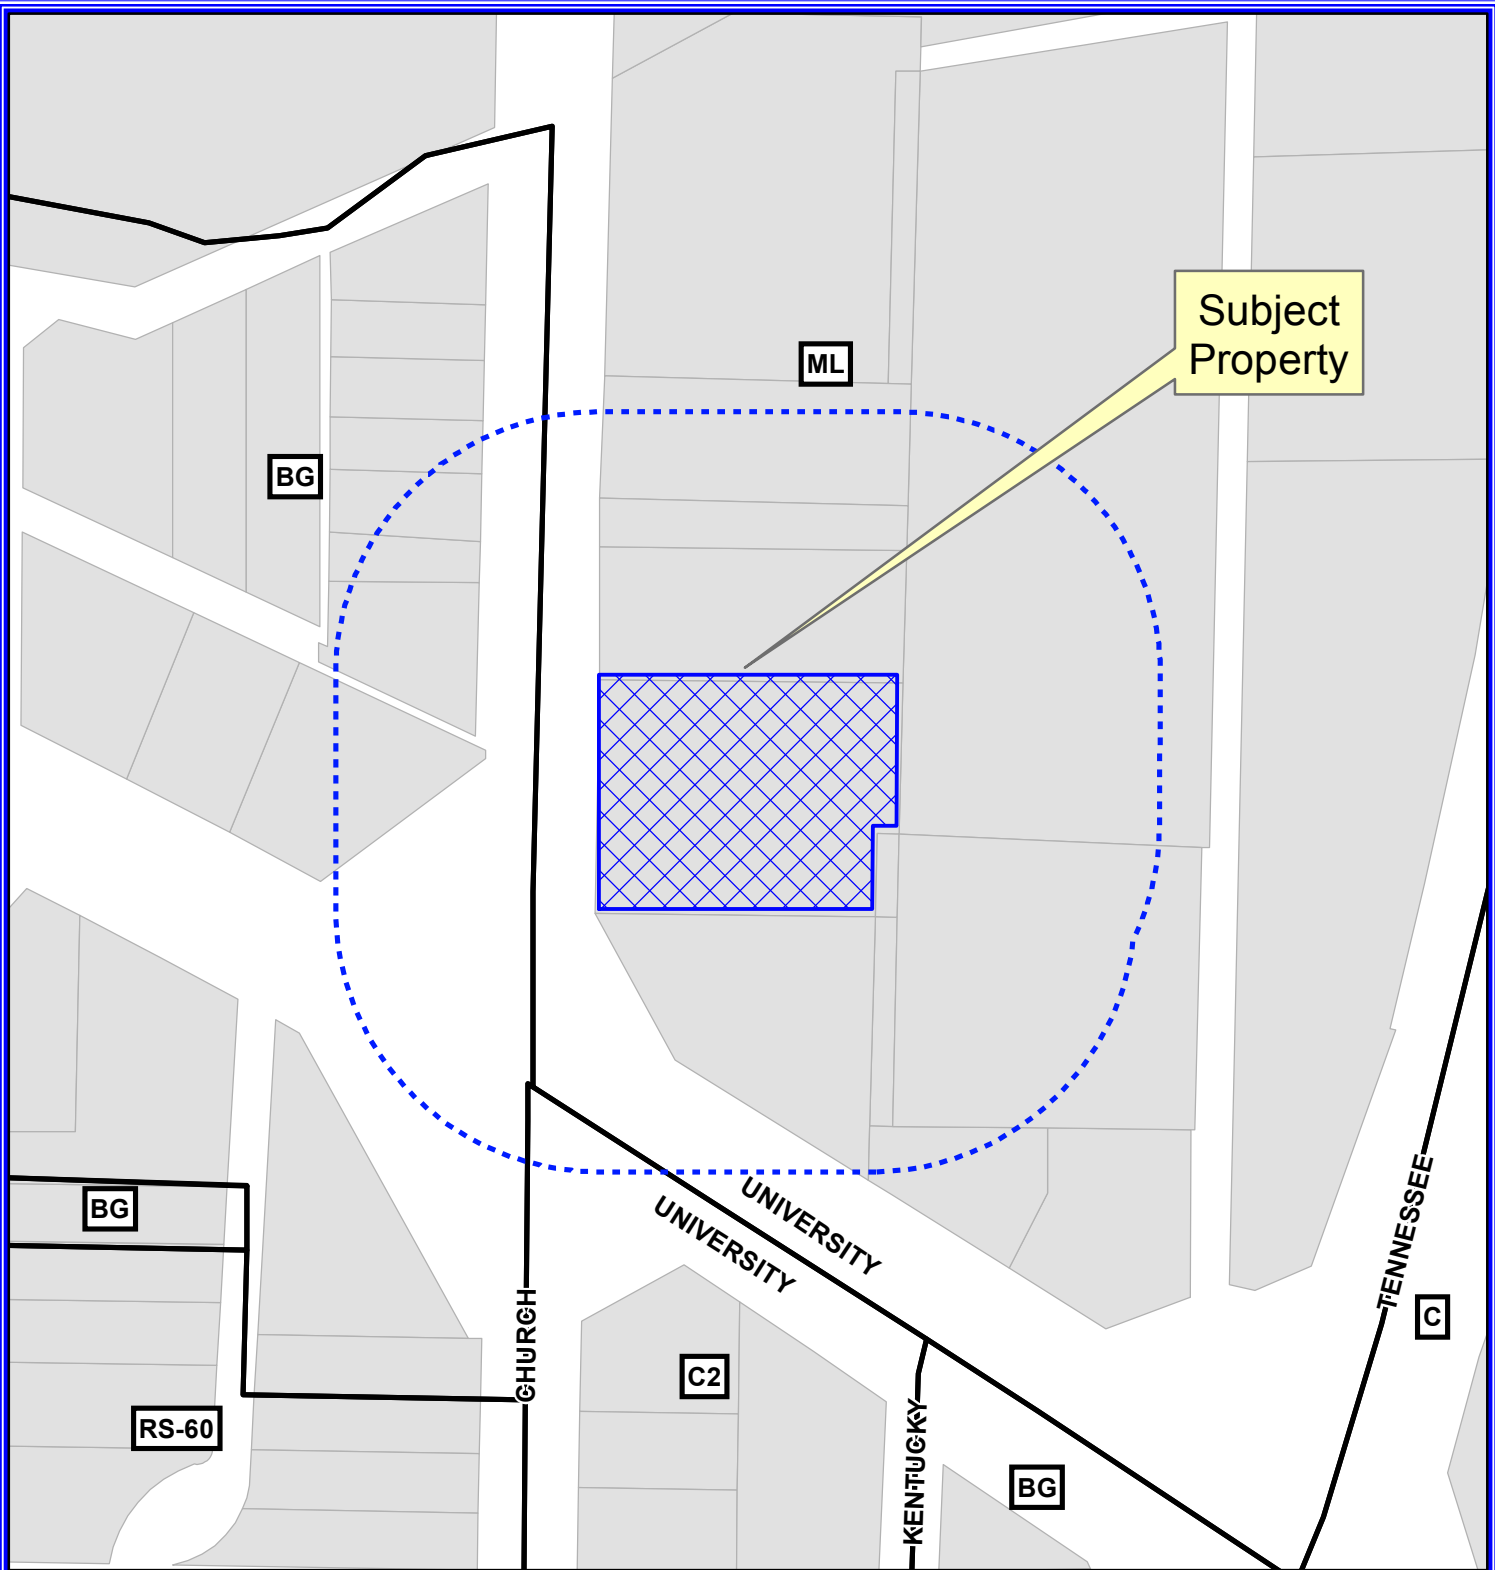 Subject
Property
ML
BG
UNIVERSITY
UNIVERSITY
TENNESSEE
BG
CHURCH
C
C2
RS-60
KENTUCKY
BG